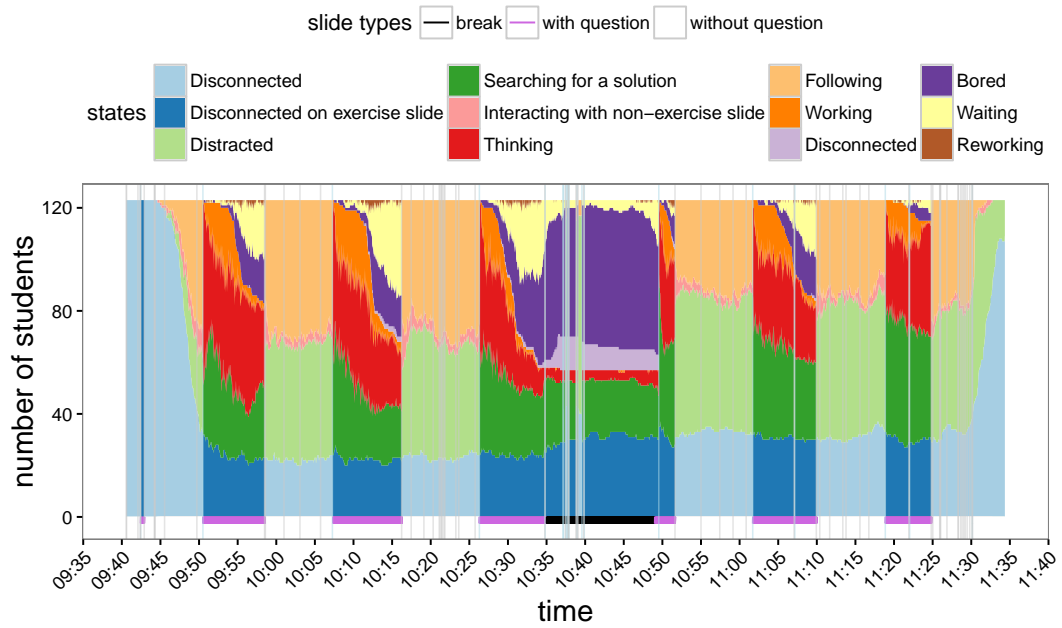 slide types break with question without question
Disconnected Searching for a solution Following Bored
states Disconnected on exercise slide Interacting with non−exercise slide Working Waiting
Distracted Thinking Disconnected Reworking
number of students
120
80
40
0
09:35 09:40 09:45 09:50 09:55 10:00 10:05 10:10 10:15 10:20 10:25 10:30 10:35 10:40 10:45 10:50 10:55 11:00 11:05 11:10 11:15 11:20 11:25 11:30 11:35 11:40
time